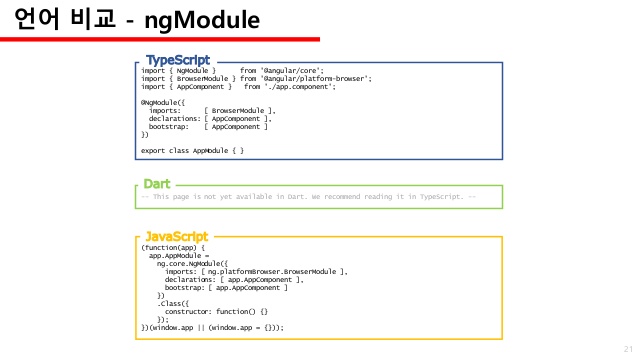 언어 비교 - ngModule
TypeScript
import { NgModule }      from '@angular/core';
import { BrowserModule } from '@angular/platform-browser';
import { AppComponent }   from './app.component';
@NgModule({
  imports:      [ BrowserModule ],
  declarations: [ AppComponent ],
  bootstrap:    [ AppComponent ]
})
export class AppModule { }
Dart
-- This page is not yet available in Dart. We recommend reading it in TypeScript. --
JavaScript
(function(app) {
  app.AppModule =
    ng.core.NgModule({
      imports: [ ng.platformBrowser.BrowserModule ],
      declarations: [ app.AppComponent ],
      bootstrap: [ app.AppComponent ]
    })
    .Class({
      constructor: function() {}
    });
})(window.app || (window.app = {}));
21